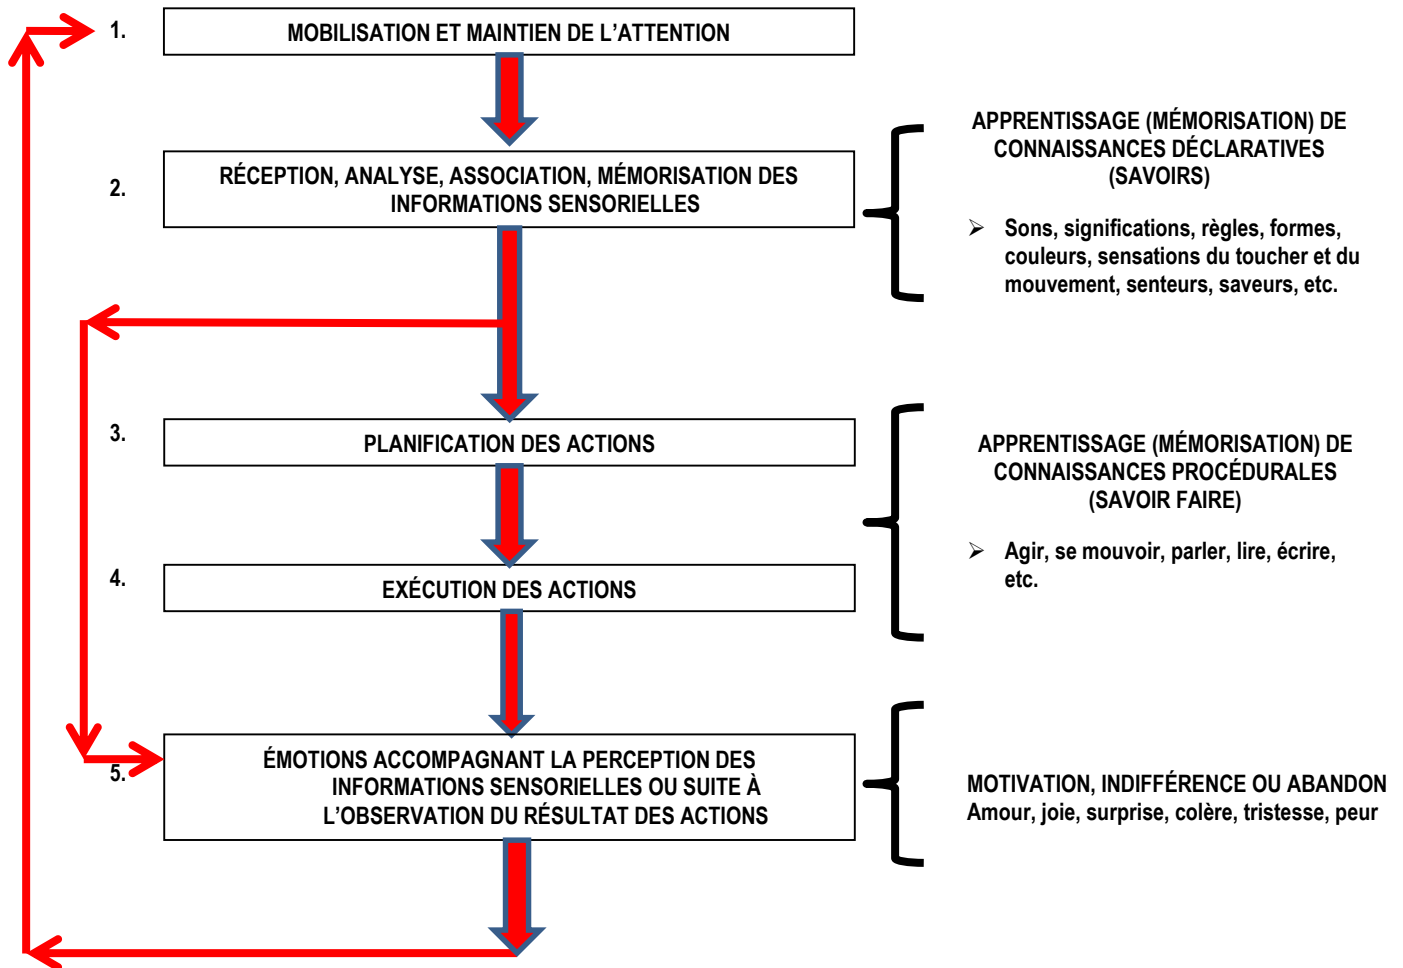 1.
MOBILISATION ET MAINTIEN DE L’ATTENTION
2.
RÉCEPTION, ANALYSE, ASSOCIATION, MÉMORISATION DES
INFORMATIONS SENSORIELLES
APPRENTISSAGE (MÉMORISATION) DE
CONNAISSANCES DÉCLARATIVES
(SAVOIRS)
➢ Sons, significations, règles, formes,
couleurs, sensations du toucher et du
mouvement, senteurs, saveurs, etc.
3.
PLANIFICATION DES ACTIONS
4.
EXÉCUTION DES ACTIONS
APPRENTISSAGE (MÉMORISATION) DE
CONNAISSANCES PROCÉDURALES
(SAVOIR FAIRE)
➢ Agir, se mouvoir, parler, lire, écrire,
etc.
5.
ÉMOTIONS ACCOMPAGNANT LA PERCEPTION DES
INFORMATIONS SENSORIELLES OU SUITE À
L’OBSERVATION DU RÉSULTAT DES ACTIONS
MOTIVATION, INDIFFÉRENCE OU ABANDON
Amour, joie, surprise, colère, tristesse, peur